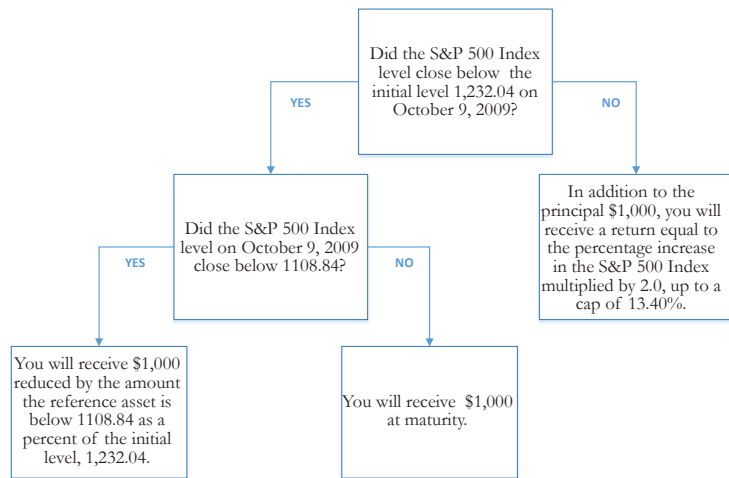 Did the S&P 500 Index
level close below the
initial level 1,232.04 on
October 9, 2009?
YES
NO
Did the S&P 500 Index
level on October 9, 2009
close below 1108.84?
In addition to the
principal $1,000, you will
receive a return equal to
the percentage increase
in the S&P 500 Index
multiplied by 2.0, up to a
cap of 13.40%.
YES
NO
You will receive $1,000
reduced by the amount
the reference asset is
below 1108.84 as a
percent of the initial
level, 1,232.04.
You will receive $1,000
at maturity.